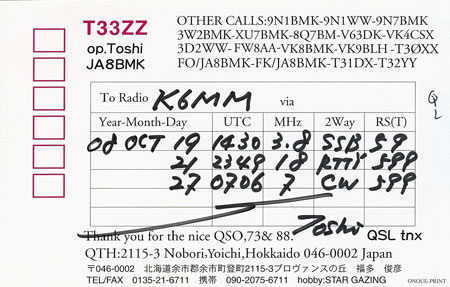 T33ZZ
op.Toshi
JA8BMK
OTHER CALLS:9N1BMK-9N1WW-9N7BMK
3W2BMK-XU7BMK-8Q7BM-V63DK-VK4CSX
3D2WW- FW8AA-VK8BMK-VK9BLH -T3ØXX
FO/JA8BMK-FK/JA8BMK-T31DX-T32YY
To Radio K6MM via
Year-Month-Day UTC MHz 2Way RS(T)
08 OCT 19 1430 3.8 SSB 59
21 2349 18 RTTY 599
27 0706 7 CW 599
Toshi
Thank you for the nice QSO,73& 88. QSL tnx
QTH:2115-3 Nobori,Yoichi,Hokkaido 046-0002 Japan
〒046-0002 北海道余市郡余市町登町2115-3プロヴァンスの丘 福多 俊彦
TEL/FAX 0135-21-6711 携帯 090-2075-6711 hobby:STAR GAZING
ONOUE-PRINT